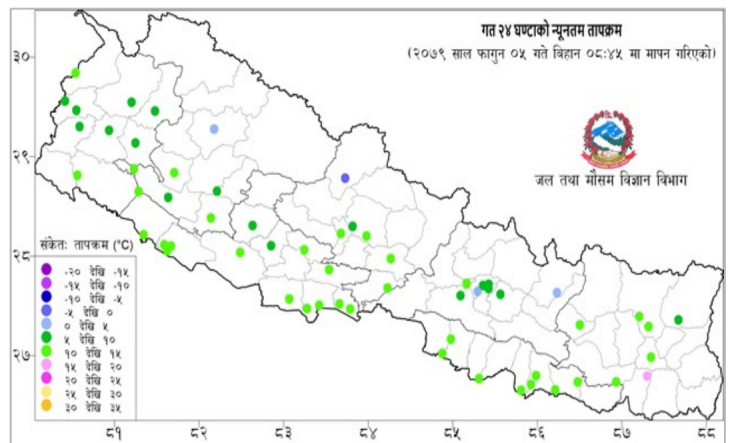 गत २४ घण्टाको न्यूनतम तापक्रम
(२०७९ साल फागुन ०५ गते बिहान ०८:४५ मा मापन गरिएको)
जल तथा मौसम विज्ञान विभाग
३०
२९
२८
२७
संकेतः तापक्रम (°C)
-२० देखि -१५
-१५ देखि -१०
-१० देखि -५
-५ देखि ०
० देखि ५
५ देखि १०
१० देखि १५
१५ देखि २०
२० देखि २५
२५ देखि ३०
३० देखि ३५
८१ ८२ ८३ ८४ ८५ ८६ ८७ ८८